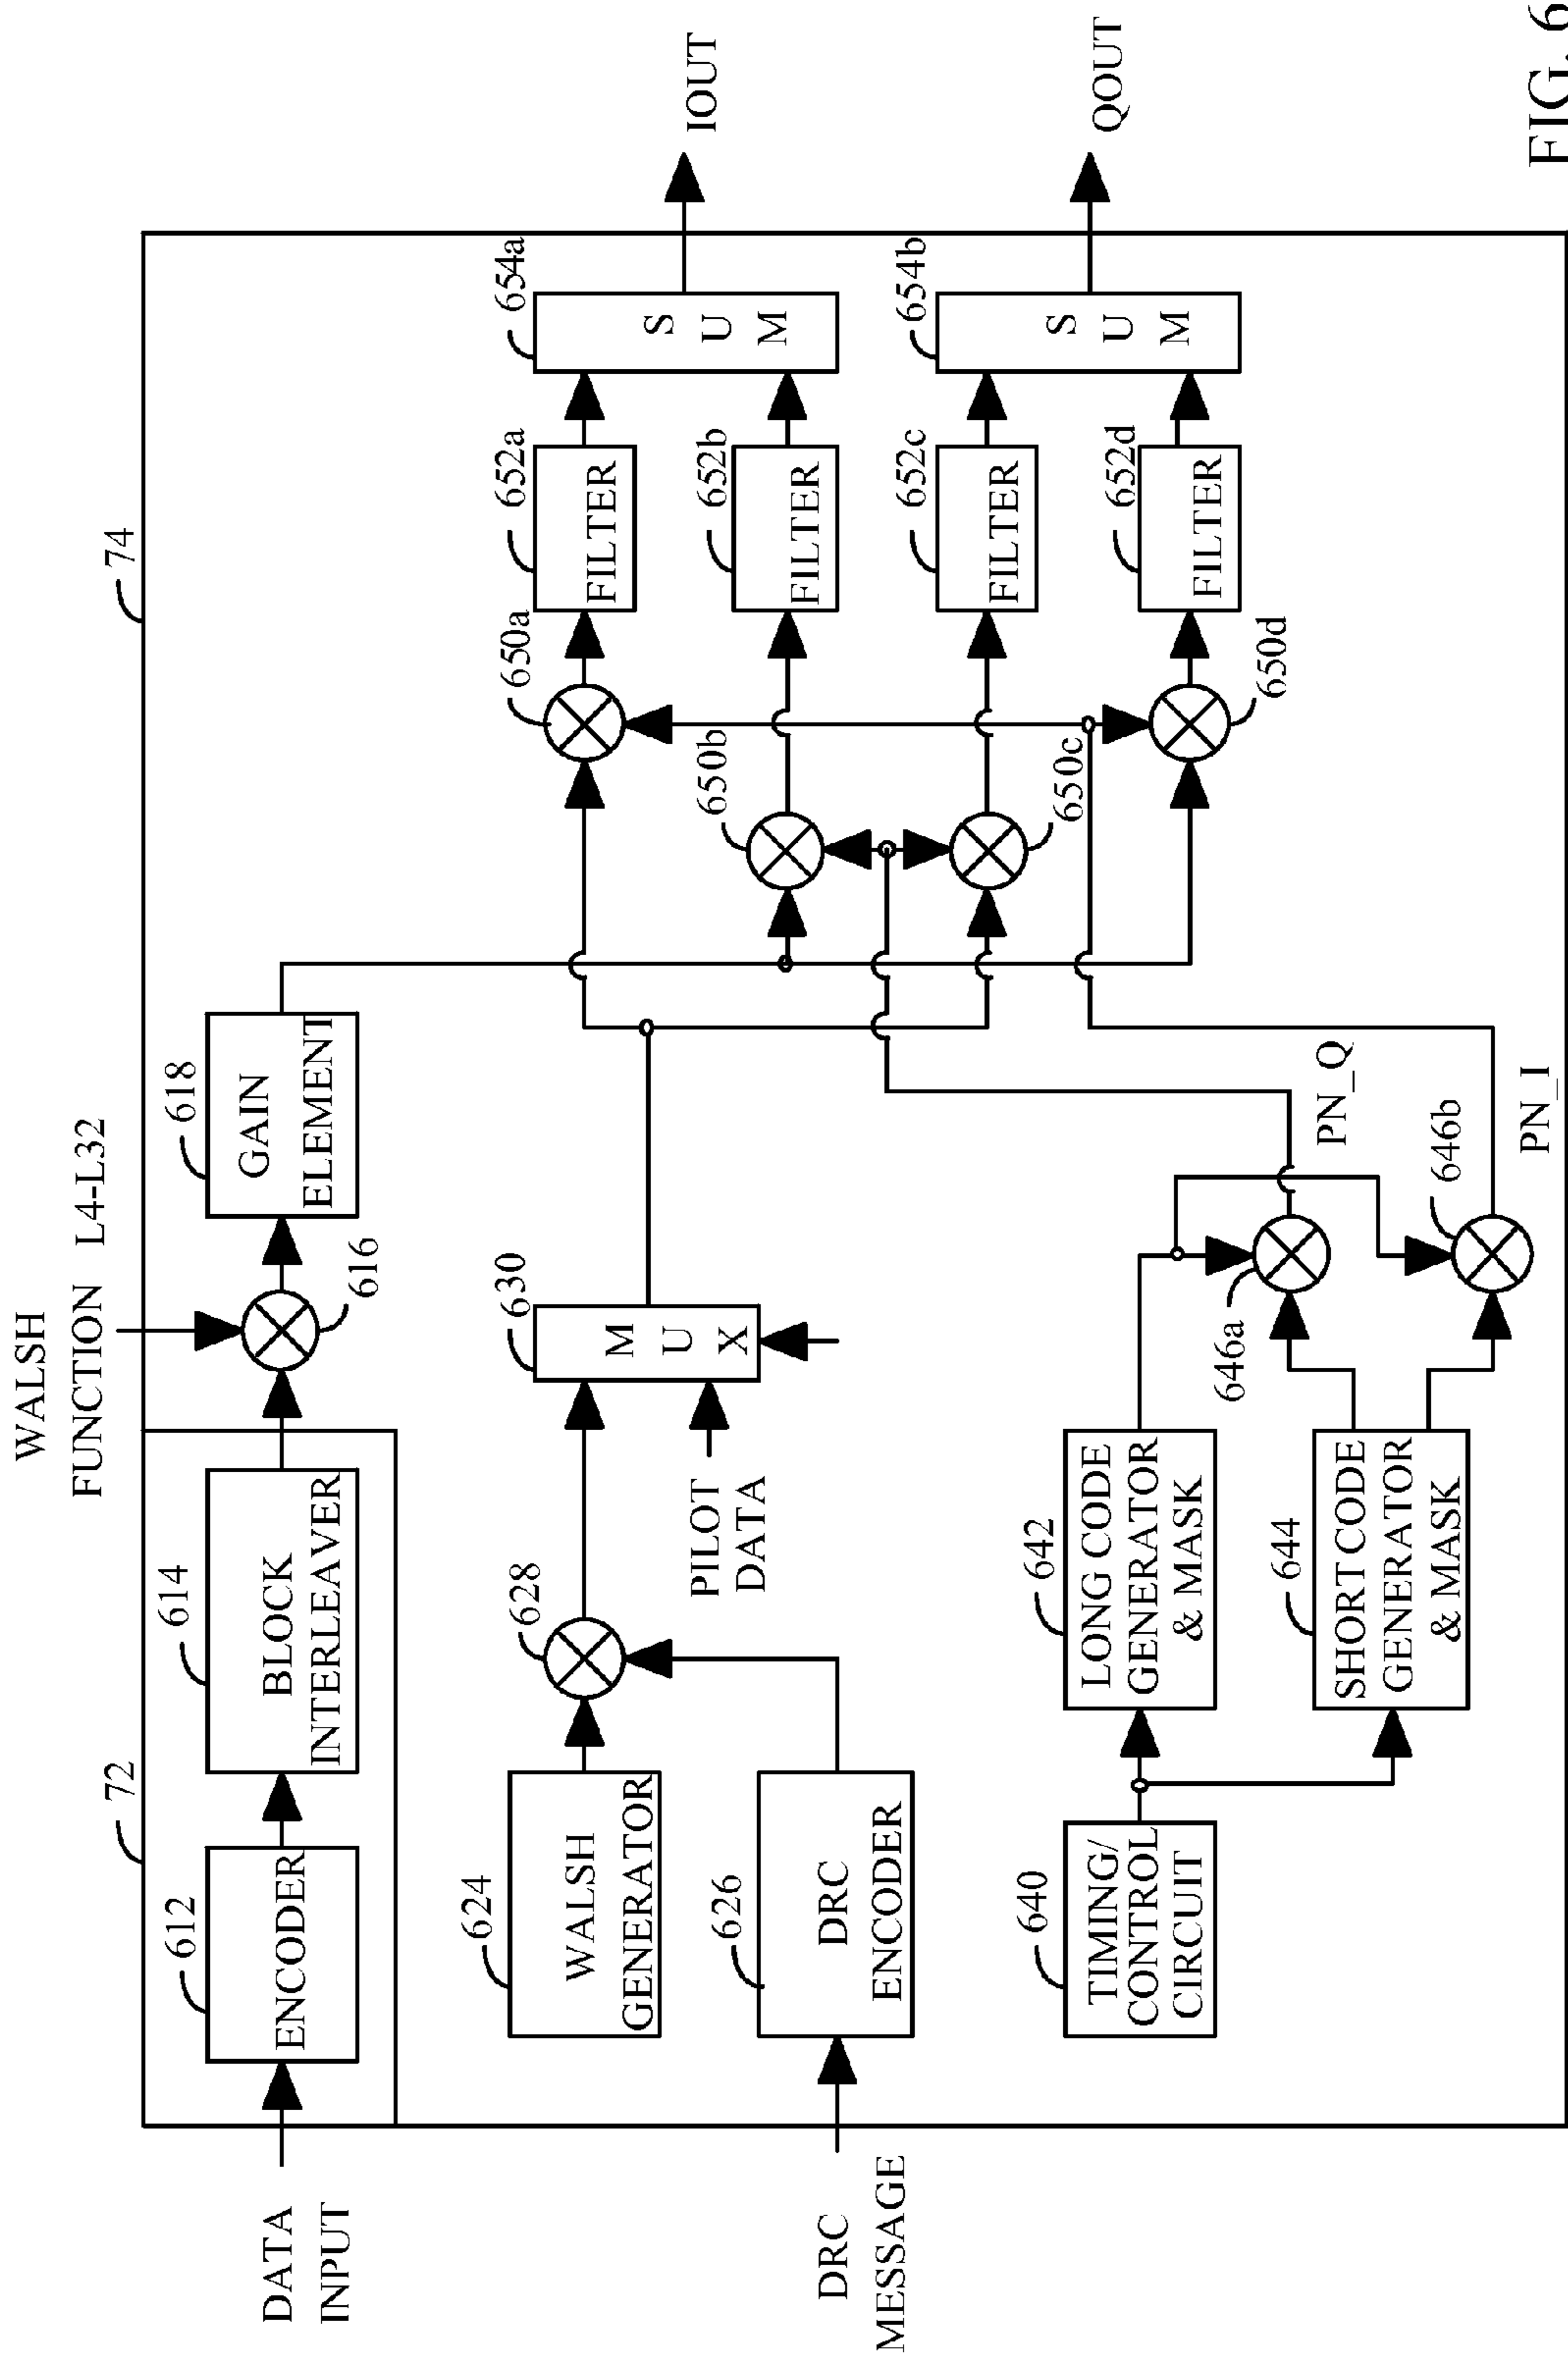 WALSH
FUNCTION L4-L32
72
74
612
614
616
618
DATA
INPUT
ENCODER
BLOCK
INTERLEAVER
GAIN
ELEMENT
624
628
630
650a
652a
654a
WALSH
GENERATOR
M
U
X
FILTER
S
U
M
IOUT
626
PILOT
DATA
650b
652b
FILTER
DRC
MESSAGE
DRC
ENCODER
650c
652c
654b
FILTER
S
U
M
QOUT
640
642
652d
TIMING/
CONTROL
CIRCUIT
LONG CODE
GENERATOR
& MASK
FILTER
646a
650d
644
PN_Q
SHORT CODE
GENERATOR
& MASK
646b
PN_I
FIG. 6